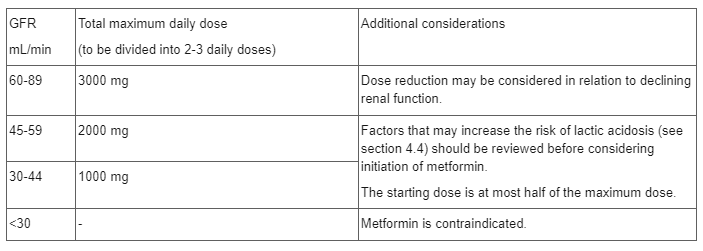 GFR
mL/min
Total maximum daily dose
(to be divided into 2-3 daily doses)
Additional considerations
60-89
3000 mg
Dose reduction may be considered in relation to declining
renal function.
45-59
2000 mg
Factors that may increase the risk of lactic acidosis (see
section 4.4) should be reviewed before considering
initiation of metformin.
The starting dose is at most half of the maximum dose.
30-44
1000 mg
<30
-
Metformin is contraindicated.